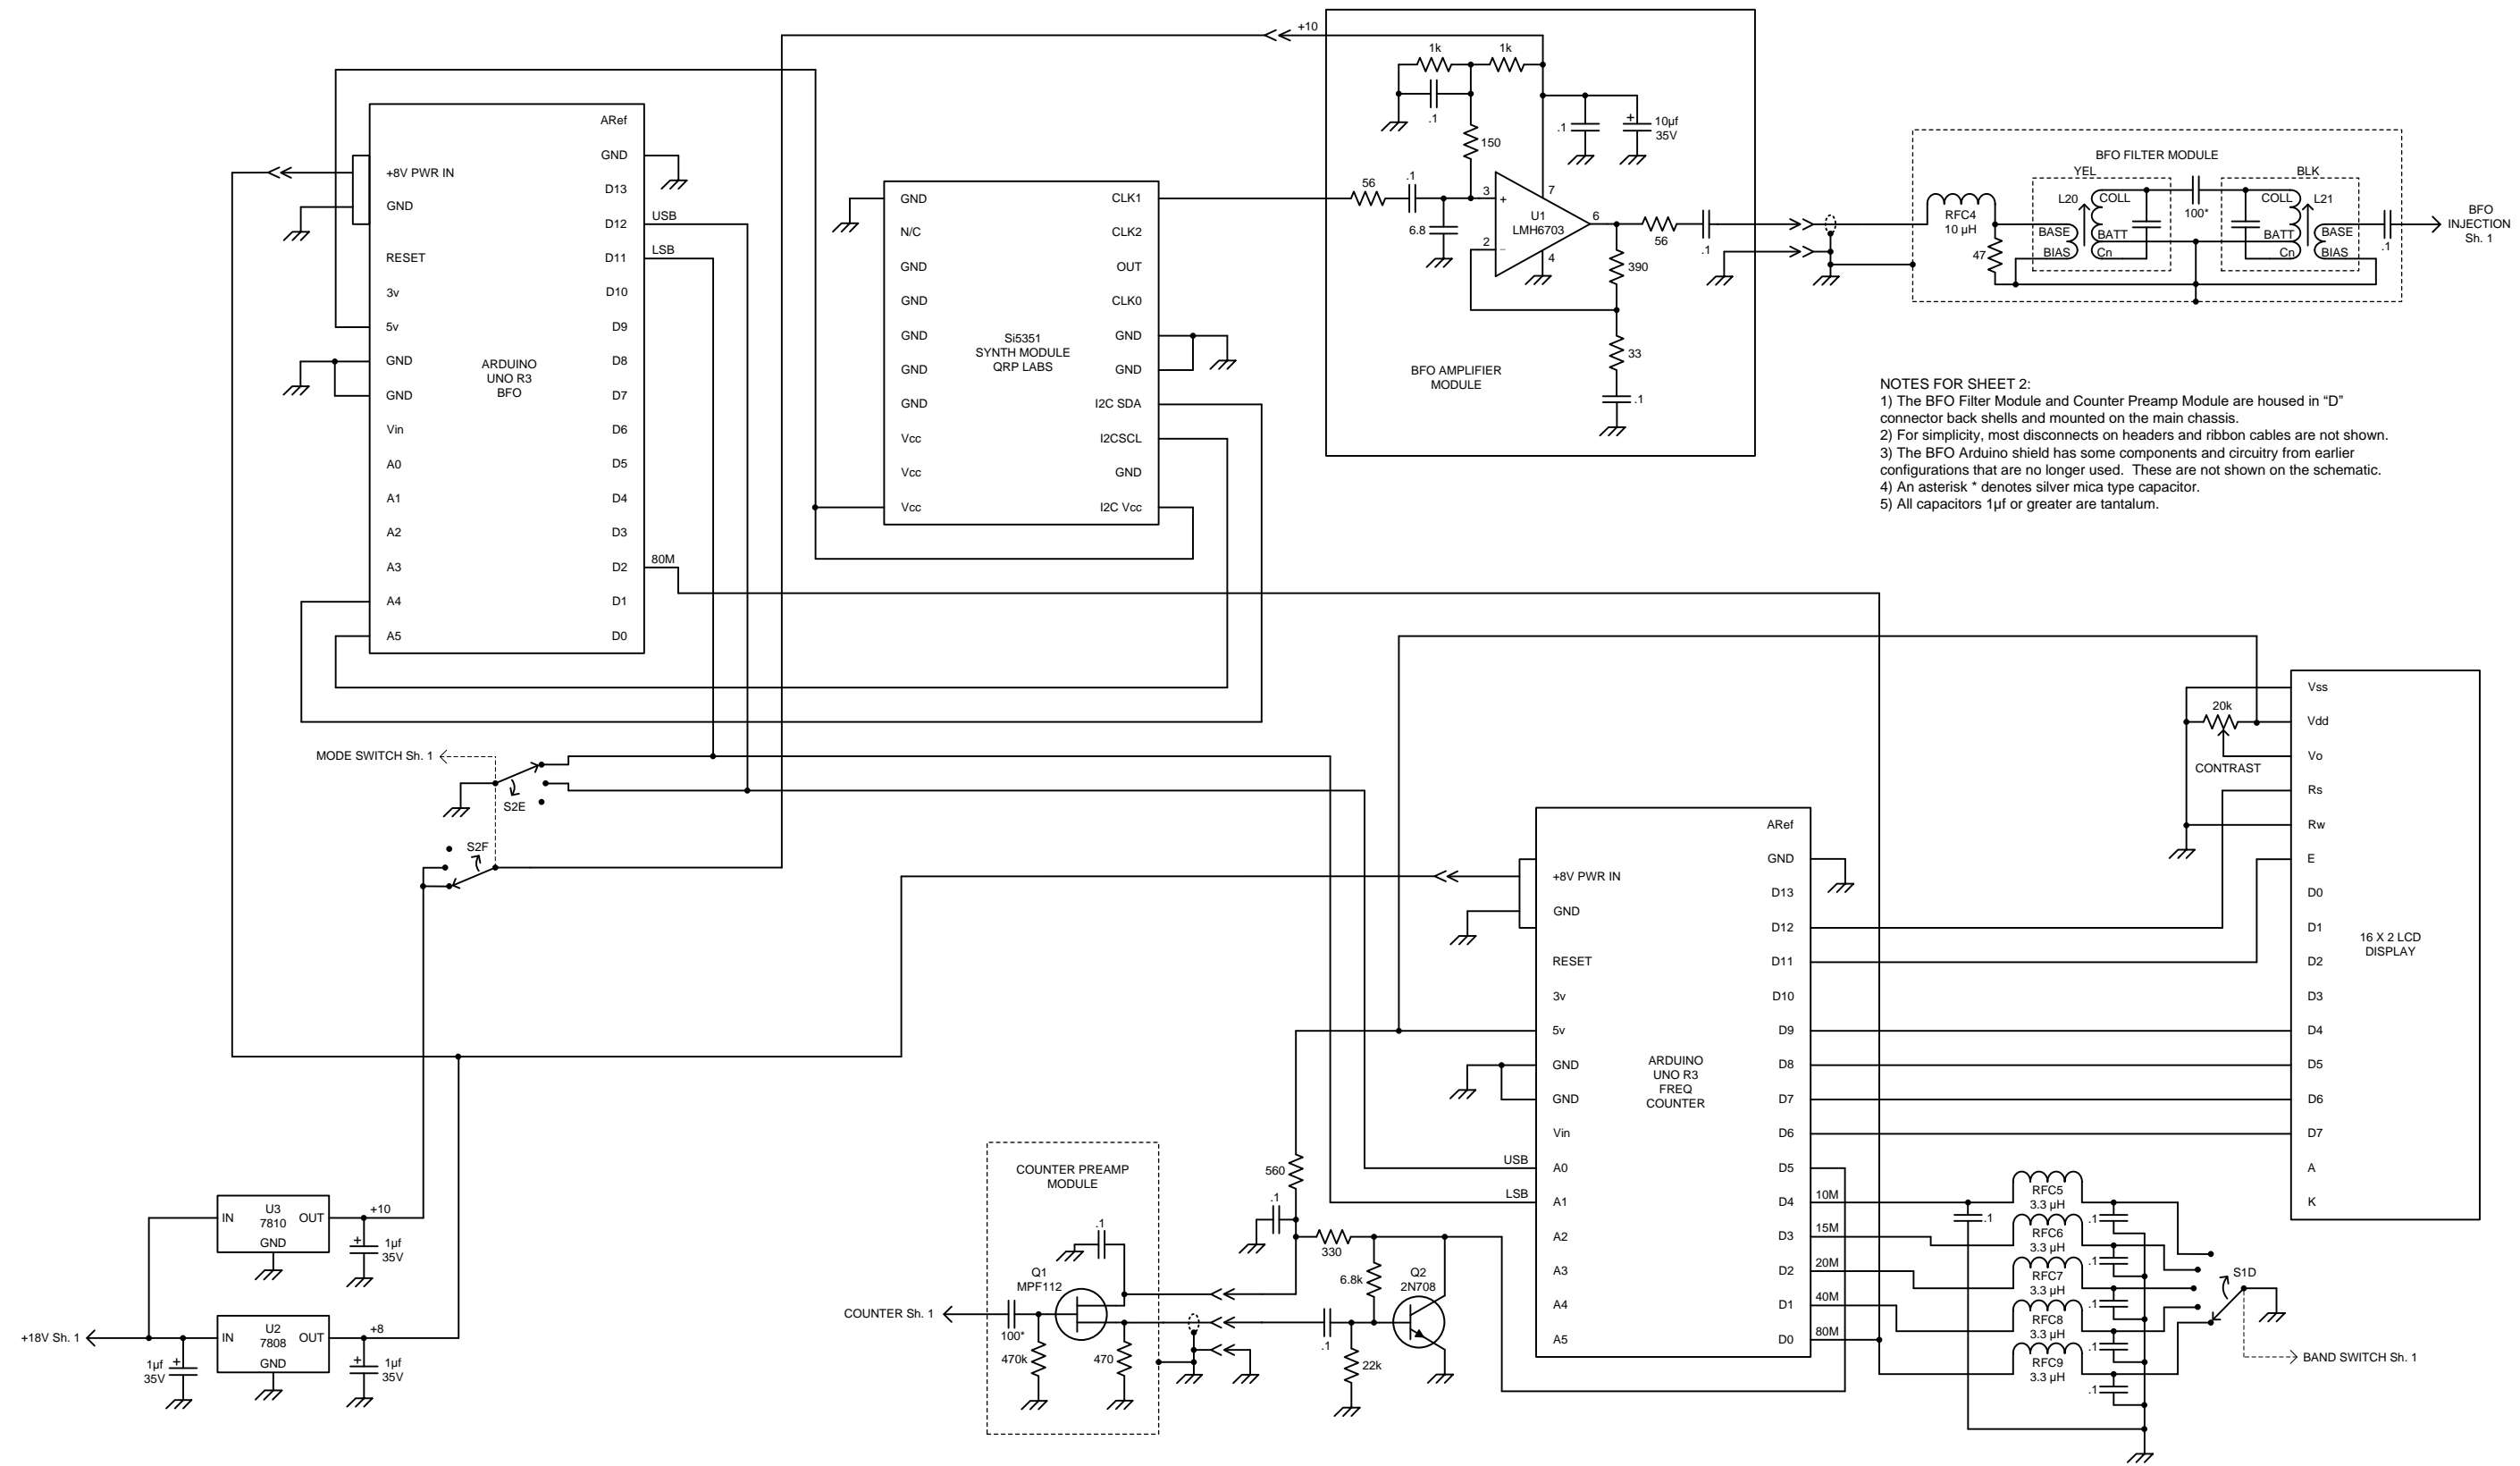 +10
1k
1k
.1
150
.1
+
10µf
35V
ARef
GND
D13
D12
USB
D11
LSB
D10
D9
D8
D7
D6
D5
D4
D3
D2
80M
D1
D0
+8V PWR IN
GND
RESET
3v
5v
GND
GND
Vin
A0
A1
A2
A3
A4
A5
ARDUINO
UNO R3
BFO
GND
N/C
GND
GND
GND
GND
GND
Vcc
Vcc
Vcc
Si5351
SYNTH MODULE
QRP LABS
CLK1
CLK2
OUT
CLK0
GND
GND
I2C SDA
I2CSCL
GND
I2C Vcc
56
.1
6.8
3
+
2
–
U1
LMH6703
7
4
6
56
.1
390
33
.1
BFO AMPLIFIER
MODULE
BFO FILTER MODULE
YEL
BLK
RFC4
10 µH
47
L20
COLL
BASE
BATT
BIAS
Cn
100*
COLL
L21
BATT
BASE
Cn
BIAS
.1
BFO
INJECTION
Sh. 1
NOTES FOR SHEET 2:
1) The BFO Filter Module and Counter Preamp Module are housed in “D”
connector back shells and mounted on the main chassis.
2) For simplicity, most disconnects on headers and ribbon cables are not shown.
3) The BFO Arduino shield has some components and circuitry from earlier
configurations that are no longer used.  These are not shown on the schematic.
4) An asterisk * denotes silver mica type capacitor.
5) All capacitors 1µf or greater are tantalum.
MODE SWITCH Sh. 1
S2E
S2F
20k
CONTRAST
Vss
Vdd
Vo
Rs
Rw
E
D0
D1
D2
D3
D4
D5
D6
D7
A
K
16 X 2 LCD
DISPLAY
+8V PWR IN
GND
RESET
3v
5v
GND
GND
Vin
USB
A0
LSB
A1
A2
A3
A4
A5
ARDUINO
UNO R3
FREQ
COUNTER
ARef
GND
D13
D12
D11
D10
D9
D8
D7
D6
D5
D4
10M
D3
15M
D2
20M
D1
40M
D0
80M
.1
RFC5
3.3 µH
.1
RFC6
3.3 µH
.1
RFC7
3.3 µH
.1
RFC8
3.3 µH
.1
RFC9
3.3 µH
.1
S1D
BAND SWITCH Sh. 1
COUNTER PREAMP
MODULE
.1
Q1
MPF112
COUNTER Sh. 1
100*
470k
470
560
.1
330
6.8k
Q2
2N708
.1
22k
IN
U3
7810
OUT
GND
+10
+
1µf
35V
+18V Sh. 1
IN
U2
7808
OUT
GND
+8
1µf
35V
+
+
1µf
35V